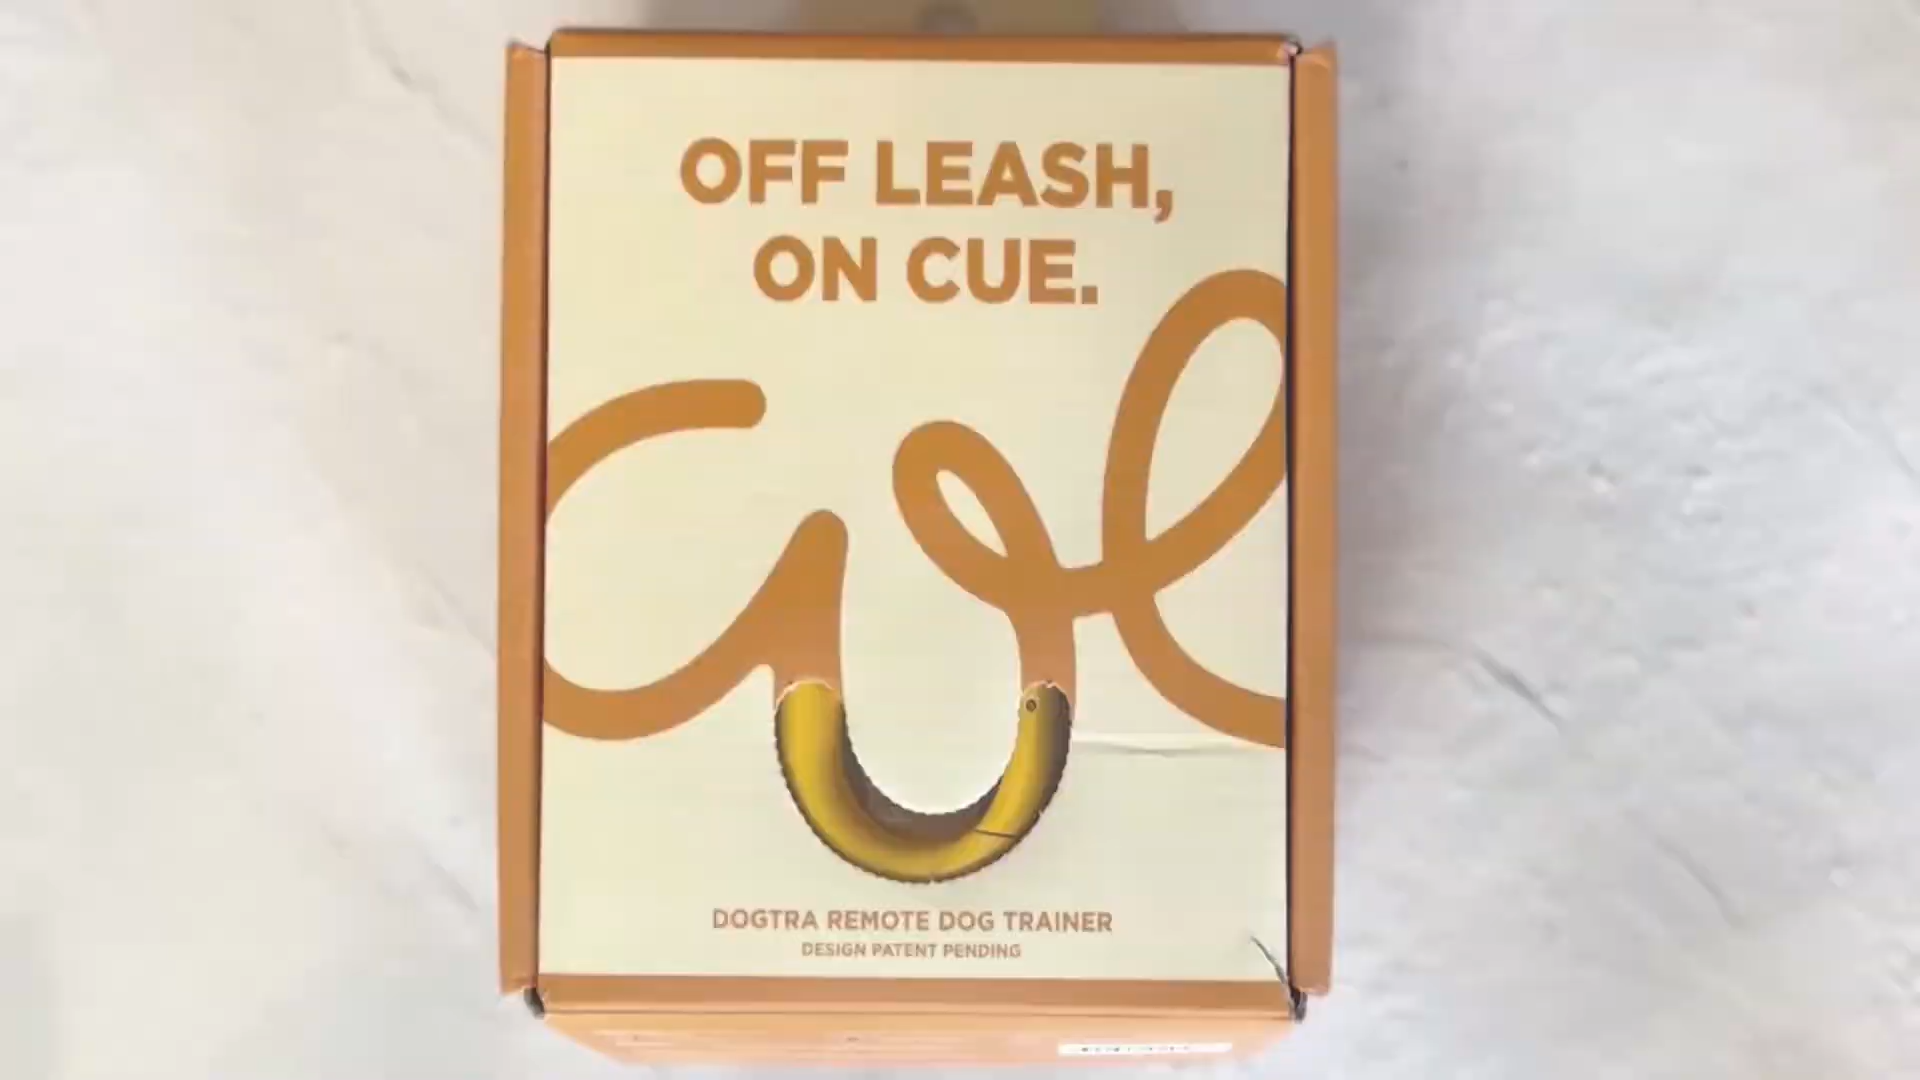 OFF LEASH,
ON CUE.
cue
DOGTRA REMOTE DOG TRAINER
DESIGN PATENT PENDING